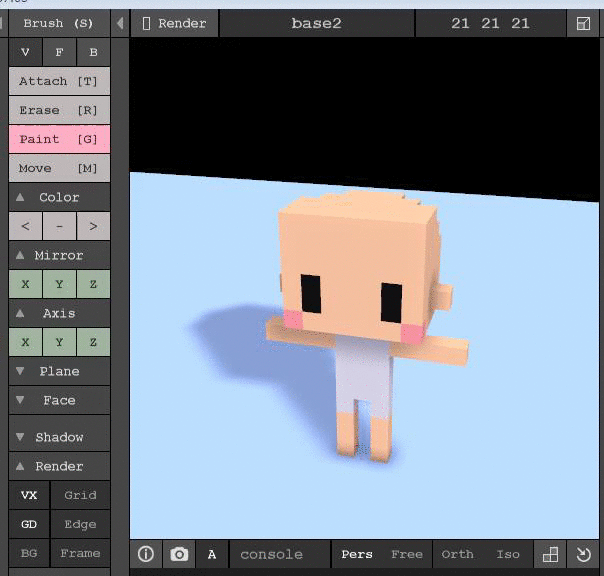 Brush (S)
Render
base2
21 21 21
V F B
Attach [T]
Erase [R]
Paint [G]
Move [M]
Color
< - >
Mirror
X Y Z
Axis
X Y Z
Plane
Face
Shadow
Render
VX Grid
GD Edge
BG Frame
A console Pers Free Orth Iso